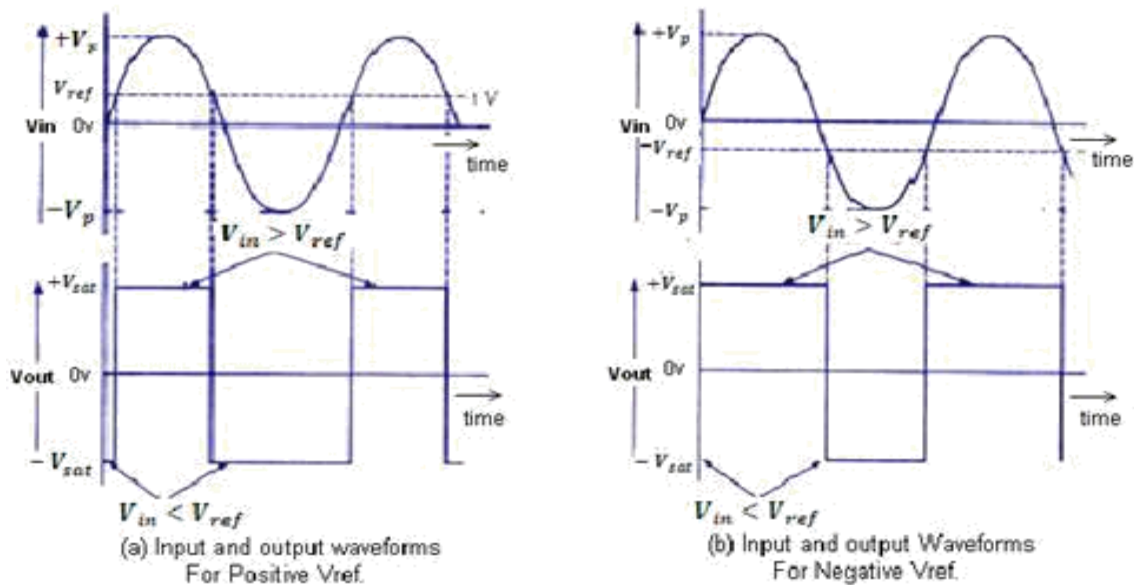 +Vp
Vref
1 V
Vin 0v
time
−Vp
Vin > Vref
+Vsat
Vout 0v
time
−Vsat
Vin < Vref
(a) Input and output waveforms
For Positive Vref.
+Vp
Vin 0v
−Vref
time
−Vp
Vin > Vref
+Vsat
Vout 0v
time
−Vsat
Vin < Vref
(b) Input and output Waveforms
For Negative Vref.